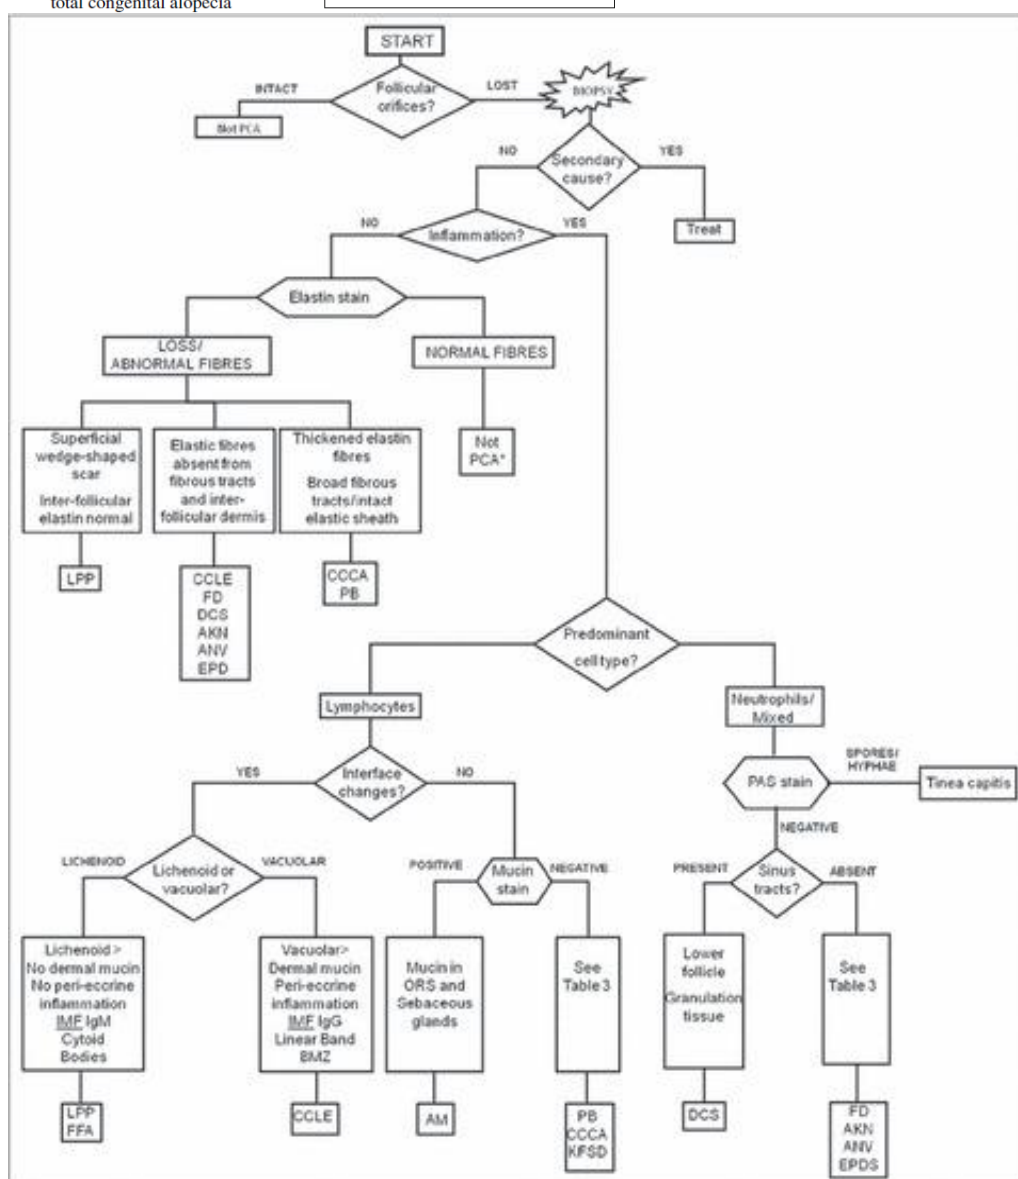 total congenital alopecia
START
INTACT
Follicular
orifices?
LOST
BIOPSY
Not PCA
NO
Secondary
cause?
YES
Treat
NO
Inflammation?
YES
Elastin stain
LOSS/
ABNORMAL FIBRES
NORMAL FIBRES
Superficial
wedge-shaped
scar
Inter-follicular
elastin normal
Elastic fibres
absent from
fibrous tracts
and inter-
follicular dermis
Thickened elastin
fibres
Broad fibrous
tracts/intact
elastic sheath
Not
PCA*
LPP
CCLE
FD
DCS
AKN
ANV
EPD
CCCA
PB
Predominant
cell type?
Lymphocytes
Neutrophils/
Mixed
YES
Interface
changes?
NO
PAS stain
SPORES/
HYPHAE
Tinea capitis
NEGATIVE
LICHENOID
Lichenoid or
vacuolar?
VACUOLAR
POSITIVE
Mucin
stain
NEGATIVE
PRESENT
Sinus
tracts?
ABSENT
Lichenoid>
No dermal mucin
No peri-eccrine
inflammation
IMF IgM
Cytoid
Bodies
Vacuolar>
Dermal mucin
Peri-eccrine
inflammation
IMF IgG
Linear Band
BMZ
Mucin in
ORS and
Sebaceous
glands
See
Table 3
Lower
follicle
Granulation
tissue
See
Table 3
LPP
FFA
CCLE
AM
PB
CCCA
KFSD
DCS
FD
AKN
ANV
EPDS